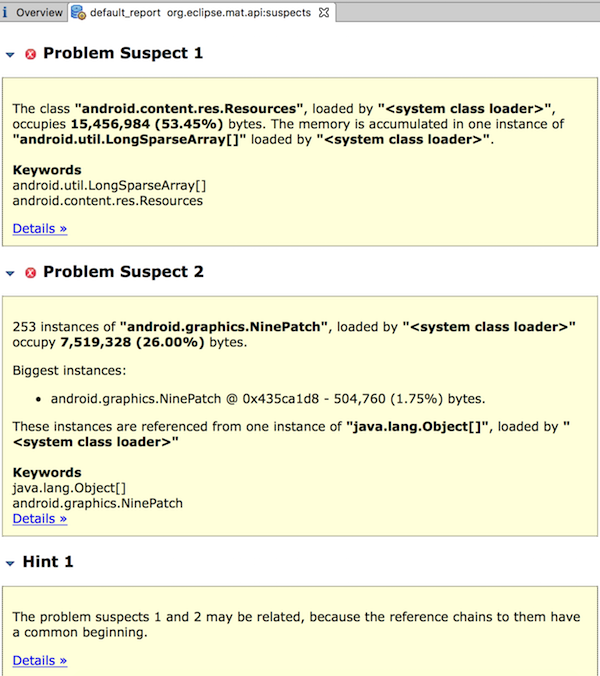 Overview
default_report org.eclipse.mat.api:suspects
Problem Suspect 1
The class "android.content.res.Resources", loaded by "<system class loader>",
occupies 15,456,984 (53.45%) bytes. The memory is accumulated in one instance of
"android.util.LongSparseArray[]" loaded by "<system class loader>".
Keywords
android.util.LongSparseArray[]
android.content.res.Resources
Details »
Problem Suspect 2
253 instances of "android.graphics.NinePatch", loaded by "<system class loader>"
occupy 7,519,328 (26.00%) bytes.
Biggest instances:
• android.graphics.NinePatch @ 0x435ca1d8 - 504,760 (1.75%) bytes.
These instances are referenced from one instance of "java.lang.Object[]", loaded by "
<system class loader>"
Keywords
java.lang.Object[]
android.graphics.NinePatch
Details »
Hint 1
The problem suspects 1 and 2 may be related, because the reference chains to them have
a common beginning.
Details »